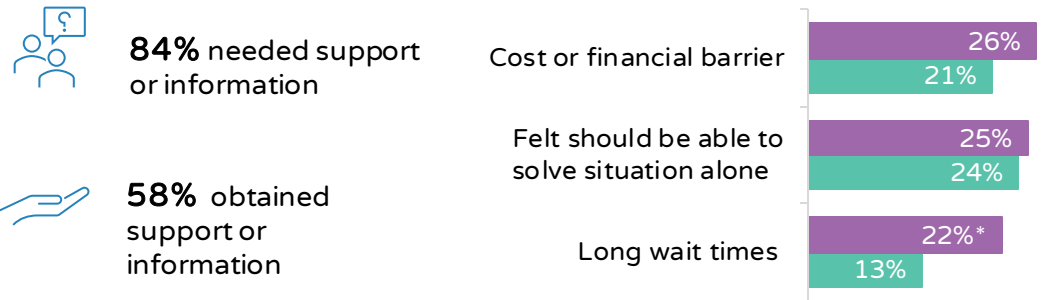 ?
84% needed support
or information
58% obtained
support or
information
Cost or financial barrier
26%
21%
Felt should be able to
solve situation alone
25%
24%
Long wait times
22%*
13%